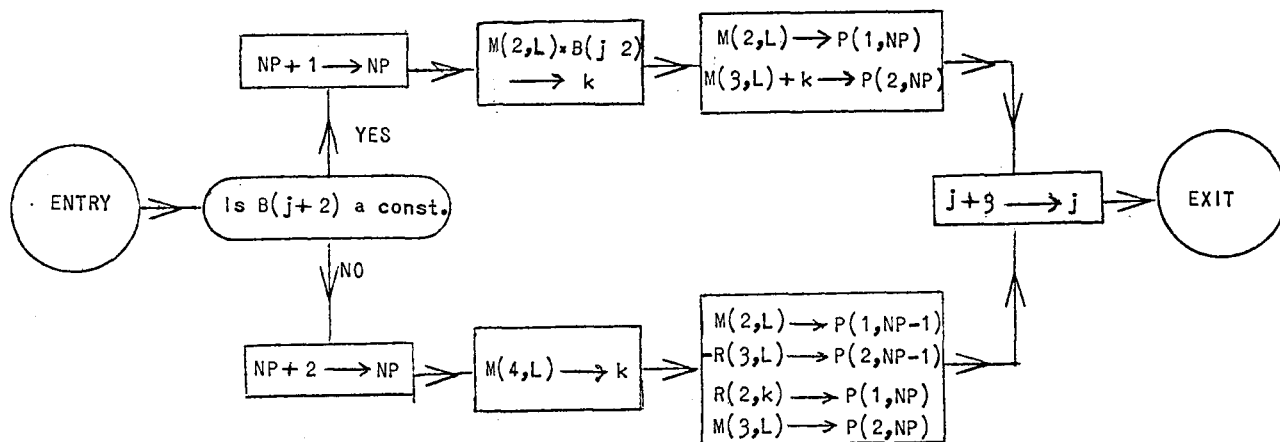 NP+1 → NP
M(2,L)*B(j 2)
→ k
M(2,L) → P(1,NP)
M(3,L)+k → P(2,NP)
YES
ENTRY
Is B(j+2) a const.
j+3 → j
EXIT
NO
NP+2 → NP
M(4,L) → k
M(2,L) → P(1,NP-1)
-R(3,L) → P(2,NP-1)
R(2,k) → P(1,NP)
M(3,L) → P(2,NP)